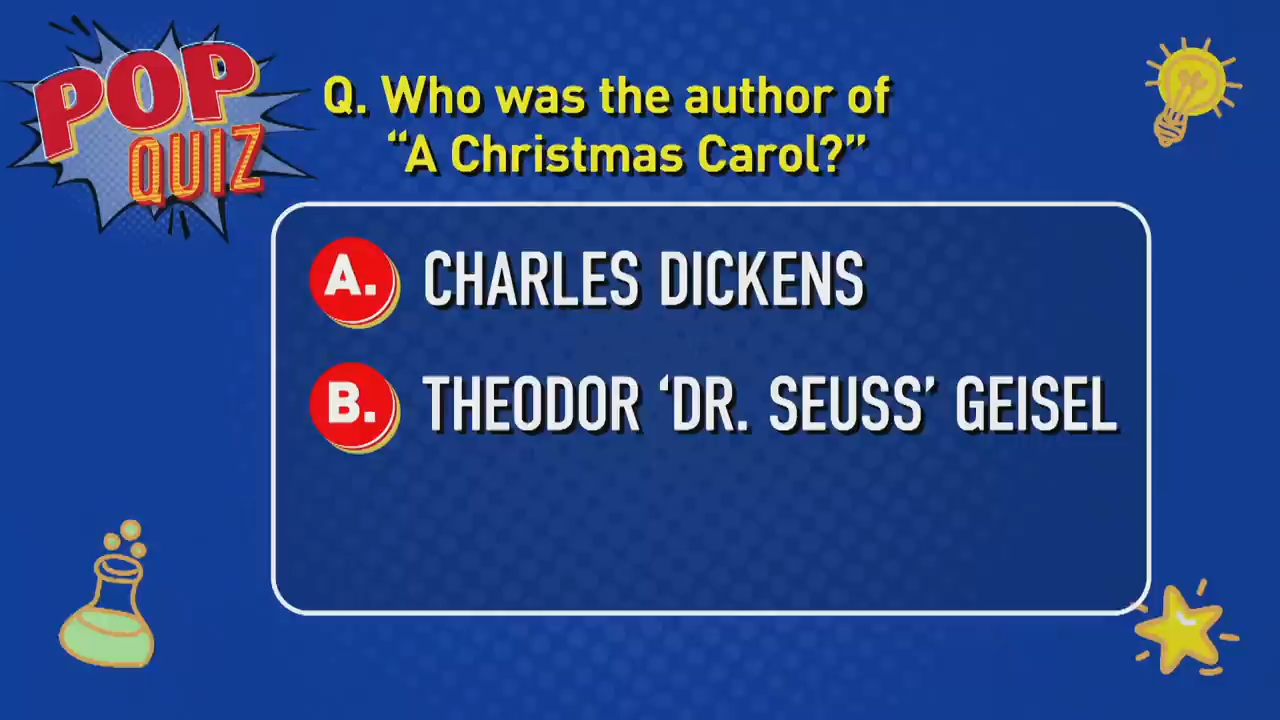 POP
QUIZ
Q. Who was the author of
“A Christmas Carol?”
A. CHARLES DICKENS
B. THEODOR ‘DR. SEUSS’ GEISEL